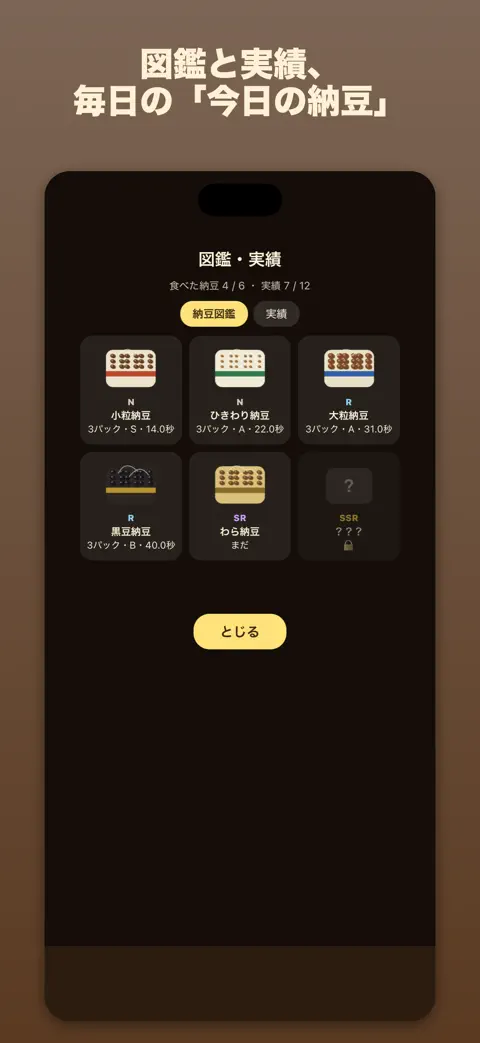 図鑑と実績、
毎日の「今日の納豆」
図鑑・実績
食べた納豆 4 / 6 ・ 実績 7 / 12
納豆図鑑 実績
N
小粒納豆
3パック・S・14.0秒
N
ひきわり納豆
3パック・A・22.0秒
R
大粒納豆
3パック・A・31.0秒
R
黒豆納豆
3パック・B・40.0秒
SR
わら納豆
まだ
?
SSR
？？？
とじる